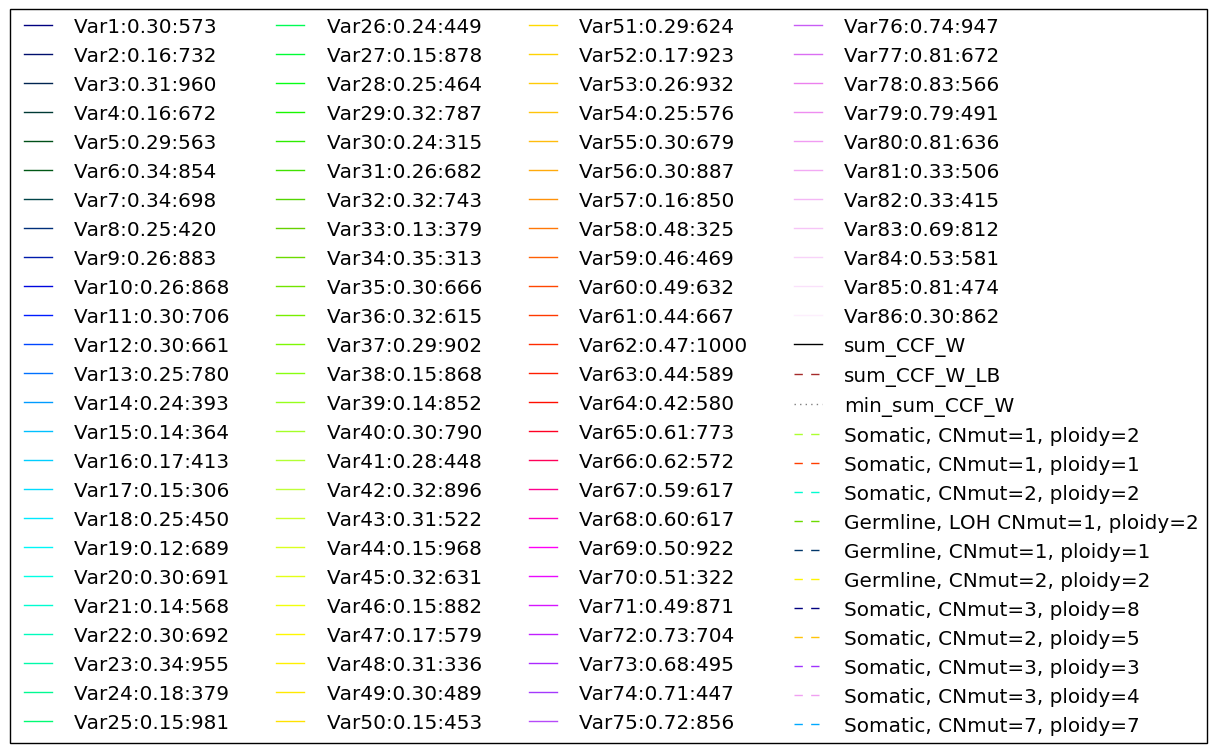 Var1:0.30:573
Var2:0.16:732
Var3:0.31:960
Var4:0.16:672
Var5:0.29:563
Var6:0.34:854
Var7:0.34:698
Var8:0.25:420
Var9:0.26:883
Var10:0.26:868
Var11:0.30:706
Var12:0.30:661
Var13:0.25:780
Var14:0.24:393
Var15:0.14:364
Var16:0.17:413
Var17:0.15:306
Var18:0.25:450
Var19:0.12:689
Var20:0.30:691
Var21:0.14:568
Var22:0.30:692
Var23:0.34:955
Var24:0.18:379
Var25:0.15:981
Var26:0.24:449
Var27:0.15:878
Var28:0.25:464
Var29:0.32:787
Var30:0.24:315
Var31:0.26:682
Var32:0.32:743
Var33:0.13:379
Var34:0.35:313
Var35:0.30:666
Var36:0.32:615
Var37:0.29:902
Var38:0.15:868
Var39:0.14:852
Var40:0.30:790
Var41:0.28:448
Var42:0.32:896
Var43:0.31:522
Var44:0.15:968
Var45:0.32:631
Var46:0.15:882
Var47:0.17:579
Var48:0.31:336
Var49:0.30:489
Var50:0.15:453
Var51:0.29:624
Var52:0.17:923
Var53:0.26:932
Var54:0.25:576
Var55:0.30:679
Var56:0.30:887
Var57:0.16:850
Var58:0.48:325
Var59:0.46:469
Var60:0.49:632
Var61:0.44:667
Var62:0.47:1000
Var63:0.44:589
Var64:0.42:580
Var65:0.61:773
Var66:0.62:572
Var67:0.59:617
Var68:0.60:617
Var69:0.50:922
Var70:0.51:322
Var71:0.49:871
Var72:0.73:704
Var73:0.68:495
Var74:0.71:447
Var75:0.72:856
Var76:0.74:947
Var77:0.81:672
Var78:0.83:566
Var79:0.79:491
Var80:0.81:636
Var81:0.33:506
Var82:0.33:415
Var83:0.69:812
Var84:0.53:581
Var85:0.81:474
Var86:0.30:862
sum_CCF_W
sum_CCF_W_LB
min_sum_CCF_W
Somatic, CNmut=1, ploidy=2
Somatic, CNmut=1, ploidy=1
Somatic, CNmut=2, ploidy=2
Germline, LOH CNmut=1, ploidy=2
Germline, CNmut=1, ploidy=1
Germline, CNmut=2, ploidy=2
Somatic, CNmut=3, ploidy=8
Somatic, CNmut=2, ploidy=5
Somatic, CNmut=3, ploidy=3
Somatic, CNmut=3, ploidy=4
Somatic, CNmut=7, ploidy=7